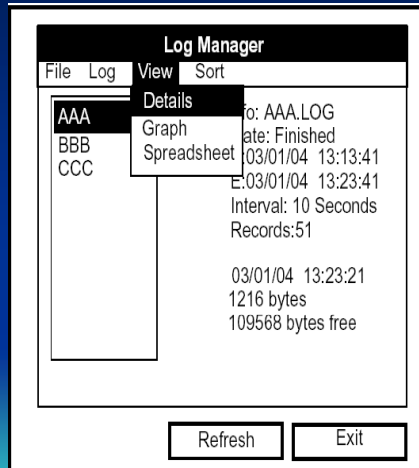 Log Manager
File Log View Sort
AAA
BBB
CCC
Details
Graph
Spreadsheet
fo: AAA.LOG
ate: Finished
:03/01/04 13:13:41
E:03/01/04 13:23:41
Interval: 10 Seconds
Records:51
03/01/04 13:23:21
1216 bytes
109568 bytes free
Refresh Exit